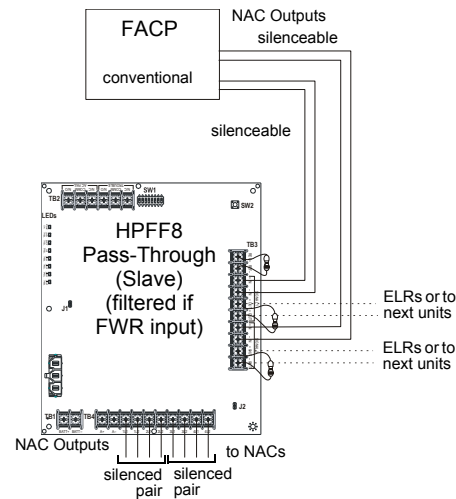 FACP
conventional
NAC Outputs
silenceable
silenceable
TB2
SW1
SW2
LEDs
HPFF8
Pass-Through
(Slave)
(filtered if
FWR input)
TB3
J1
ELRs or to
next units
ELRs or to
next units
J2
TB1
BATT+ BATT-
TB4
NAC Outputs
to NACs
silenced
pair
silenced
pair